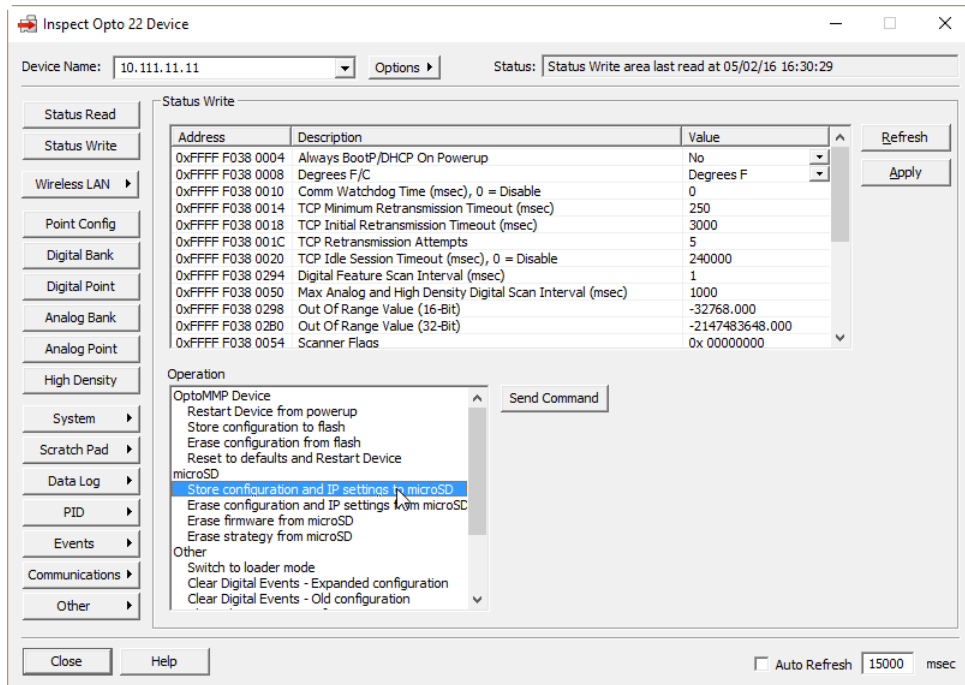 Inspect Opto 22 Device
Device Name: 10.111.11.11 Options Status: Status Write area last read at 05/02/16 16:30:29
Status Read
Status Write
Wireless LAN
Point Config
Digital Bank
Digital Point
Analog Bank
Analog Point
High Density
System
Scratch Pad
Data Log
PID
Events
Communications
Other
Status Write
Address Description Value
0xFFFF F038 0004 Always BootP/DHCP On Powerup No
0xFFFF F038 0008 Degrees F/C Degrees F
0xFFFF F038 0010 Comm Watchdog Time (msec), 0 = Disable 0
0xFFFF F038 0014 TCP Minimum Retransmission Timeout (msec) 250
0xFFFF F038 0018 TCP Initial Retransmission Timeout (msec) 3000
0xFFFF F038 001C TCP Retransmission Attempts 5
0xFFFF F038 0020 TCP Idle Session Timeout (msec), 0 = Disable 240000
0xFFFF F038 0294 Digital Feature Scan Interval (msec) 1
0xFFFF F038 0050 Max Analog and High Density Digital Scan Interval (msec) 1000
0xFFFF F038 0298 Out Of Range Value (16-Bit) -32768.000
0xFFFF F038 02B0 Out Of Range Value (32-Bit) -2147483648.000
0xFFFF F038 0054 Scanner Flags 0x 00000000
Refresh
Apply
Operation
OptoMMP Device
Restart Device from powerup
Store configuration to flash
Erase configuration from flash
Reset to defaults and Restart Device
microSD
Store configuration and IP settings to microSD
Erase configuration and IP settings from microSD
Erase firmware from microSD
Erase strategy from microSD
Other
Switch to loader mode
Clear Digital Events - Expanded configuration
Clear Digital Events - Old configuration
Send Command
Close Help Auto Refresh 15000 msec